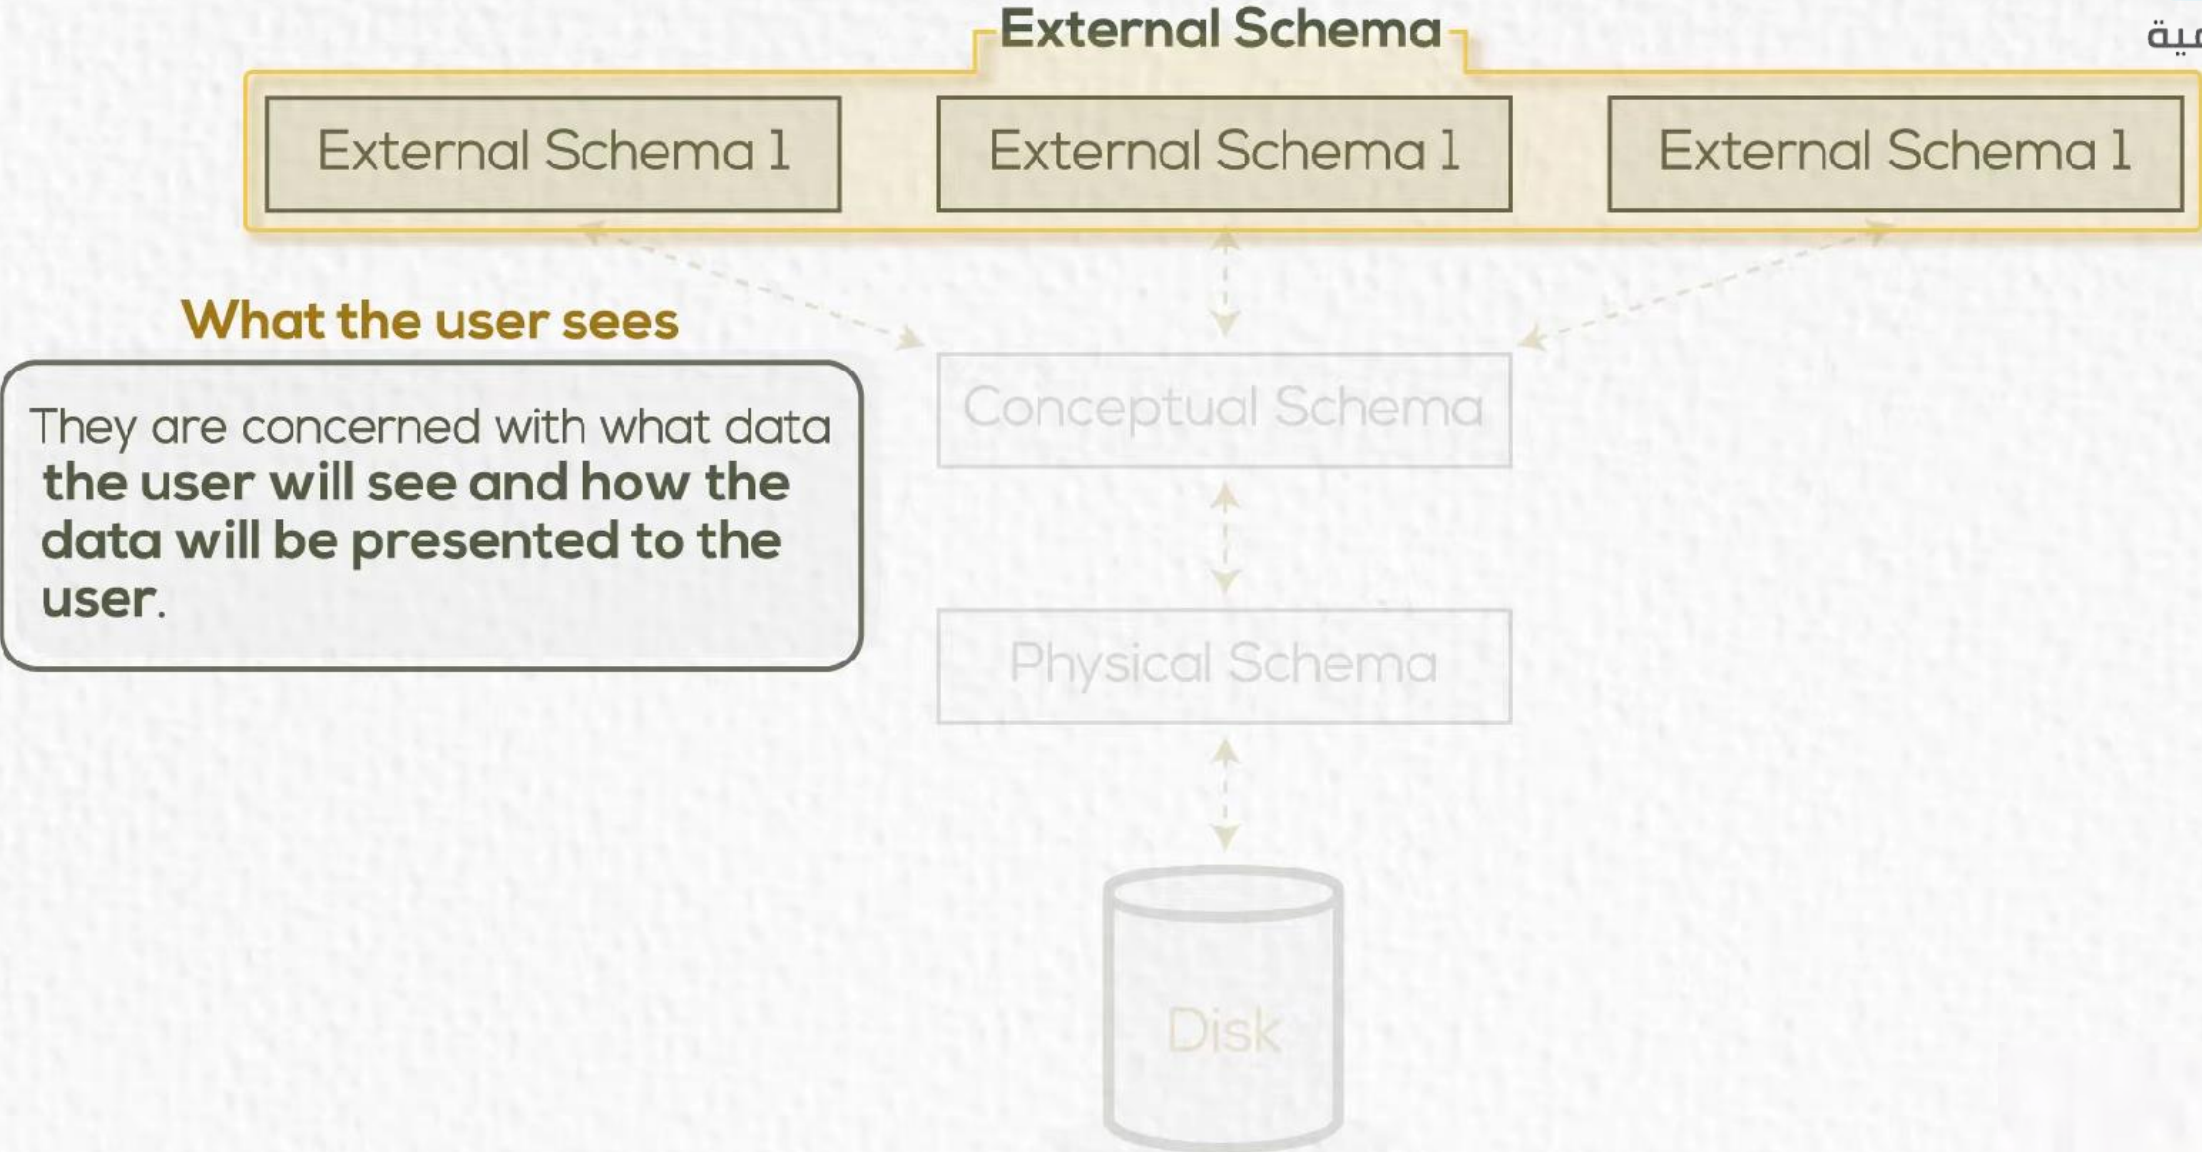 External Schema
External Schema 1
External Schema 1
External Schema 1
What the user sees
They are concerned with what data
the user will see and how the
data will be presented to the
user.
Conceptual Schema
Physical Schema
Disk